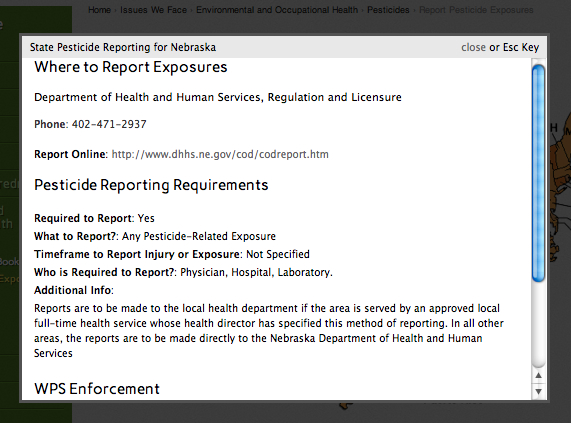 Home · Issues We Face · Environmental and Occupational Health · Pesticides · Report Pesticide Exposures
State Pesticide Reporting for Nebraska
close or Esc Key
Where to Report Exposures
Department of Health and Human Services, Regulation and Licensure
Phone: 402-471-2937
Report Online: http://www.dhhs.ne.gov/cod/codreport.htm
Pesticide Reporting Requirements
Required to Report: Yes
What to Report?: Any Pesticide-Related Exposure
Timeframe to Report Injury or Exposure: Not Specified
Who is Required to Report?: Physician, Hospital, Laboratory.
Additional Info:
Reports are to be made to the local health department if the area is served by an approved local
full-time health service whose health director has specified this method of reporting. In all other
areas, the reports are to be made directly to the Nebraska Department of Health and Human
Services
WPS Enforcement